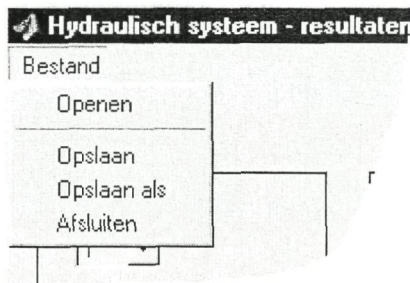 Hydraulisch systeem - resultaten
Bestand
Openen
Opslaan
Opslaan als
Afsluiten